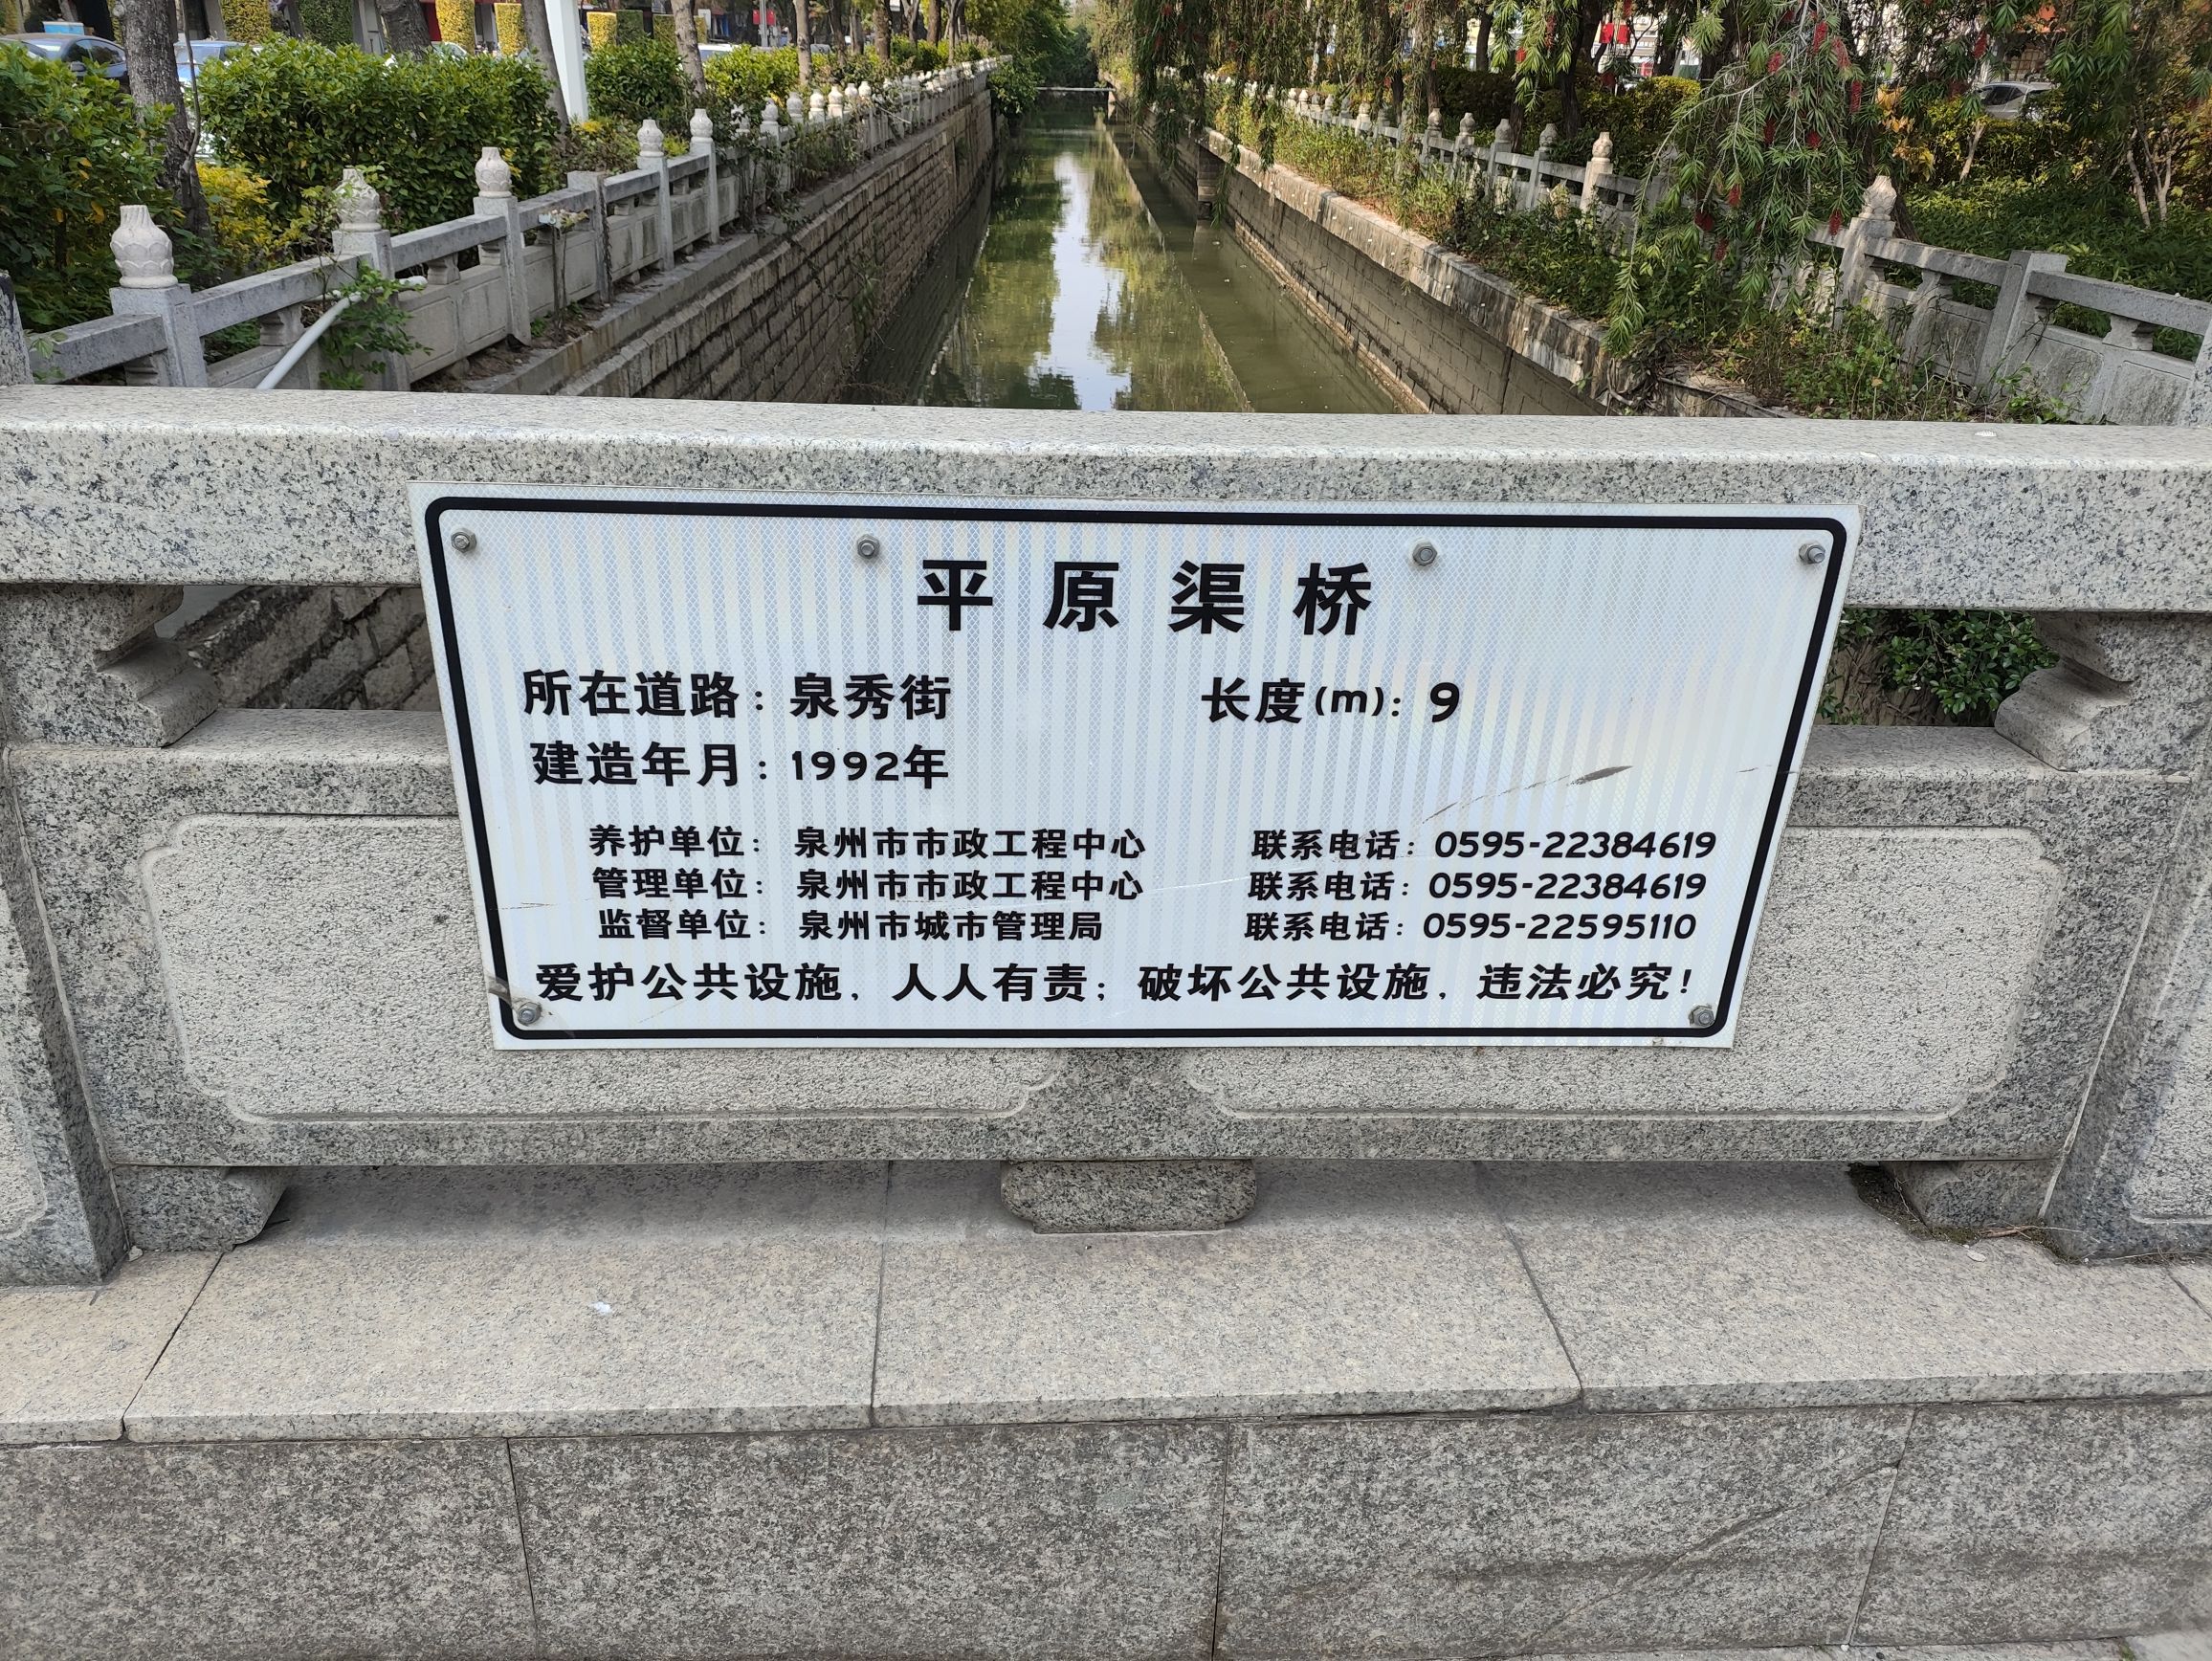 平原渠桥
所在道路：泉秀街 长度(m)：9
建造年月：1992年
养护单位：泉州市市政工程中心 联系电话：0595-22384619
管理单位：泉州市市政工程中心 联系电话：0595-22384619
监督单位：泉州市城市管理局 联系电话：0595-22595110
爱护公共设施，人人有责；破坏公共设施，违法必究！